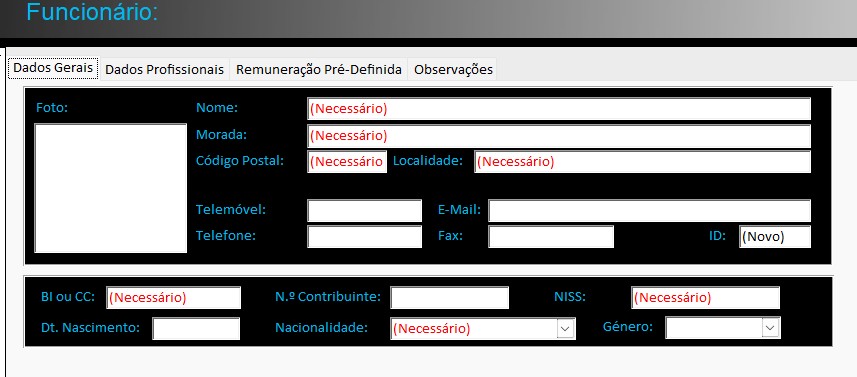 Funcionário:
Dados Gerais Dados Profissionais Remuneração Pré-Definida Observações
Foto: Nome: (Necessário)
Morada: (Necessário)
Código Postal: (Necessário Localidade: (Necessário)
Telemóvel: E-Mail:
Telefone: Fax: ID: (Novo)
BI ou CC: (Necessário) N.º Contribuinte: NISS: (Necessário)
Dt. Nascimento: Nacionalidade: (Necessário) Género: